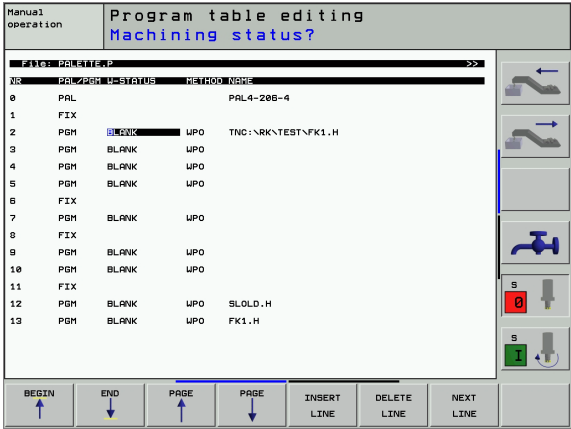 Manual operation
Program table editing
Machining status?
File: PALETTE.P >>
NR PAL/PGM W-STATUS METHOD NAME
0 PAL PAL4-206-4
1 FIX
2 PGM BLANK WPO TNC:\RK\TEST\FK1.H
3 PGM BLANK WPO
4 PGM BLANK WPO
5 PGM BLANK WPO
6 FIX
7 PGM BLANK WPO
8 FIX
9 PGM BLANK WPO
10 PGM BLANK WPO
11 FIX
12 PGM BLANK WPO SLOLD.H
13 PGM BLANK WPO FK1.H
S
0
S
I
BEGIN END PAGE PAGE INSERT LINE DELETE LINE NEXT LINE